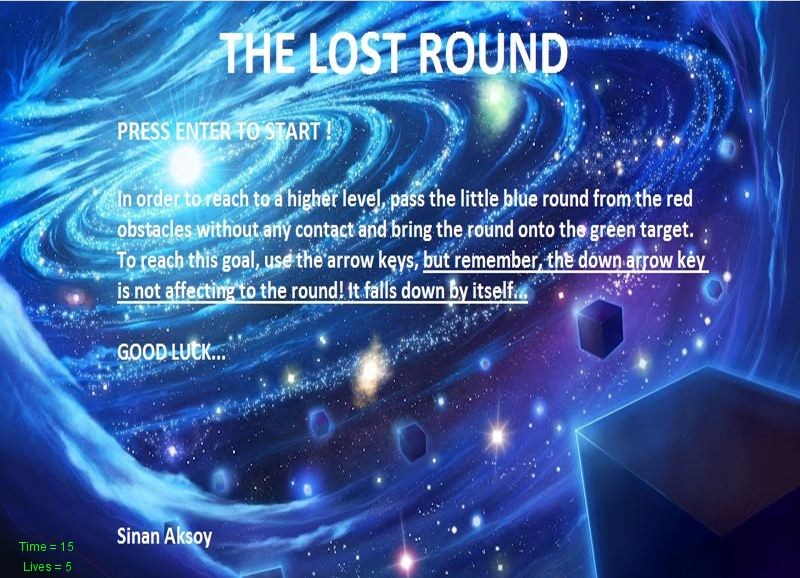 THE LOST ROUND
PRESS ENTER TO START !
In order to reach to a higher level, pass the little blue round from the red
obstacles without any contact and bring the round onto the green target.
To reach this goal, use the arrow keys, but remember, the down arrow key
is not affecting to the round! It falls down by itself...
GOOD LUCK...
Sinan Aksoy
Time = 15
Lives = 5